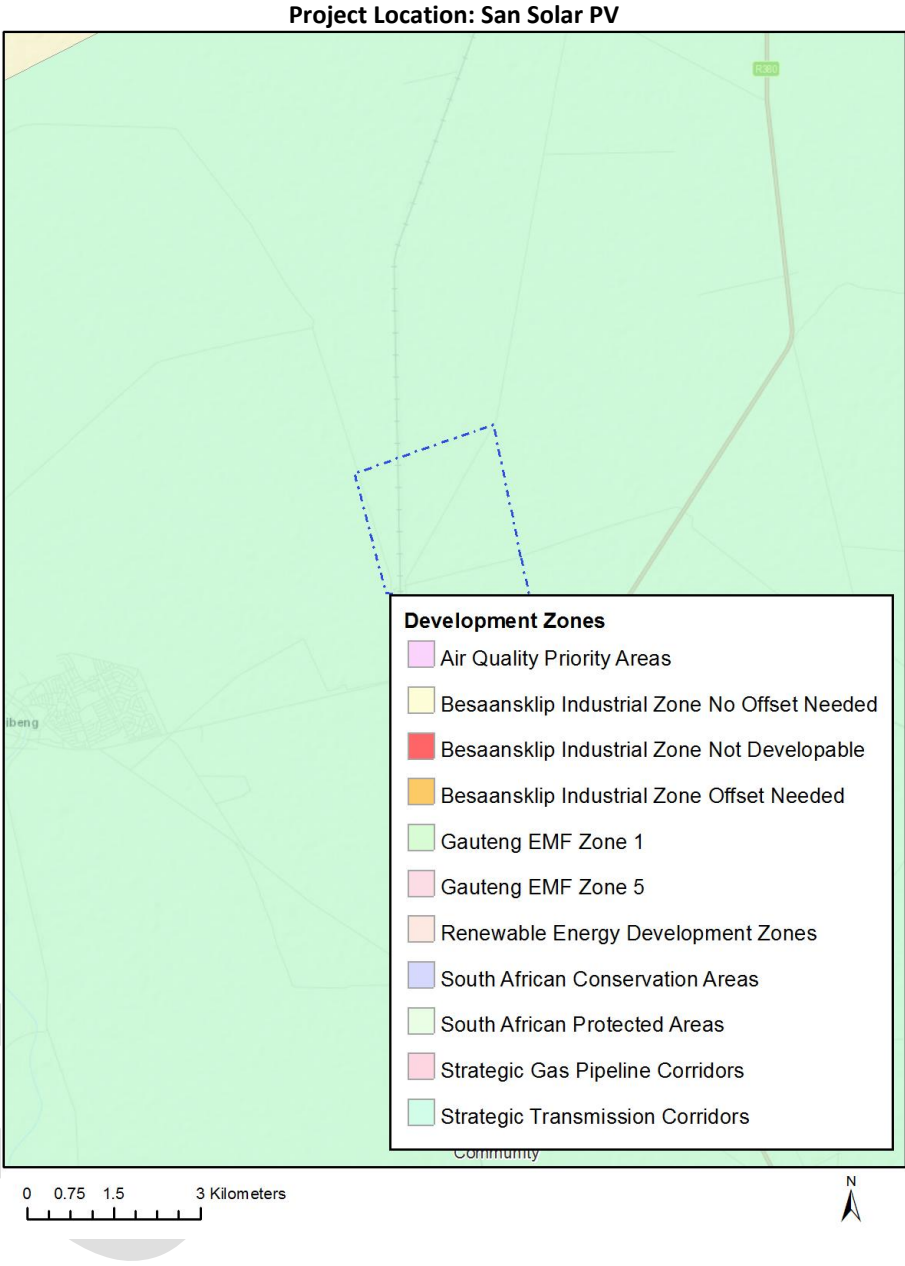 Project Location: San Solar PV
R380
ibeng
Development Zones
Air Quality Priority Areas
Besaansklip Industrial Zone No Offset Needed
Besaansklip Industrial Zone Not Developable
Besaansklip Industrial Zone Offset Needed
Gauteng EMF Zone 1
Gauteng EMF Zone 5
Renewable Energy Development Zones
South African Conservation Areas
South African Protected Areas
Strategic Gas Pipeline Corridors
Strategic Transmission Corridors
Community
0 0.75 1.5 3 Kilometers
N